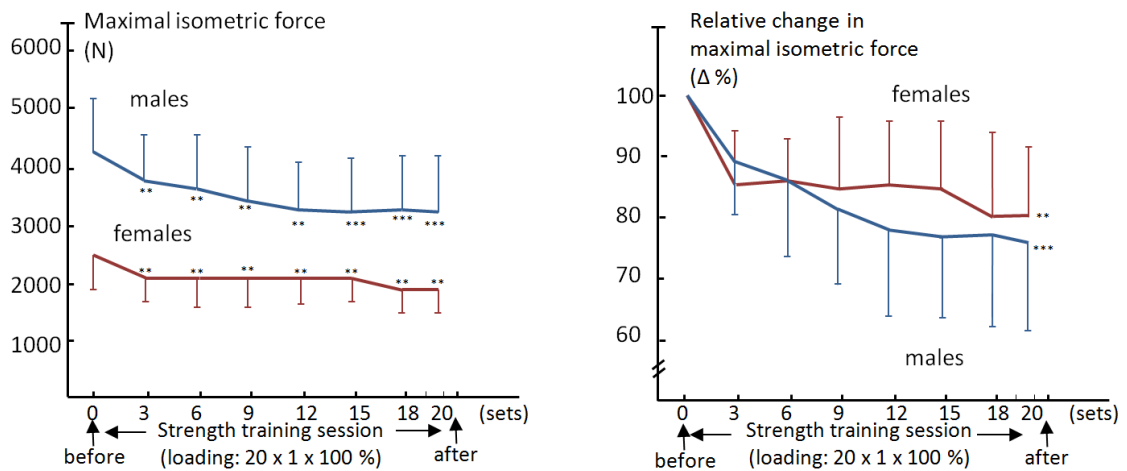 Maximal isometric force
(N)
6000
5000
4000
3000
2000
1000
males
**
**
**
**
***
***
***
females
**
**
**
**
**
**
**
0 3 6 9 12 15 18 20 (sets)
before
Strength training session
(loading: 20 x 1 x 100 %)
after
Relative change in
maximal isometric force
(Δ %)
100
90
80
70
60
females
**
***
males
0 3 6 9 12 15 18 20 (sets)
before
Strength training session
(loading: 20 x 1 x 100 %)
after